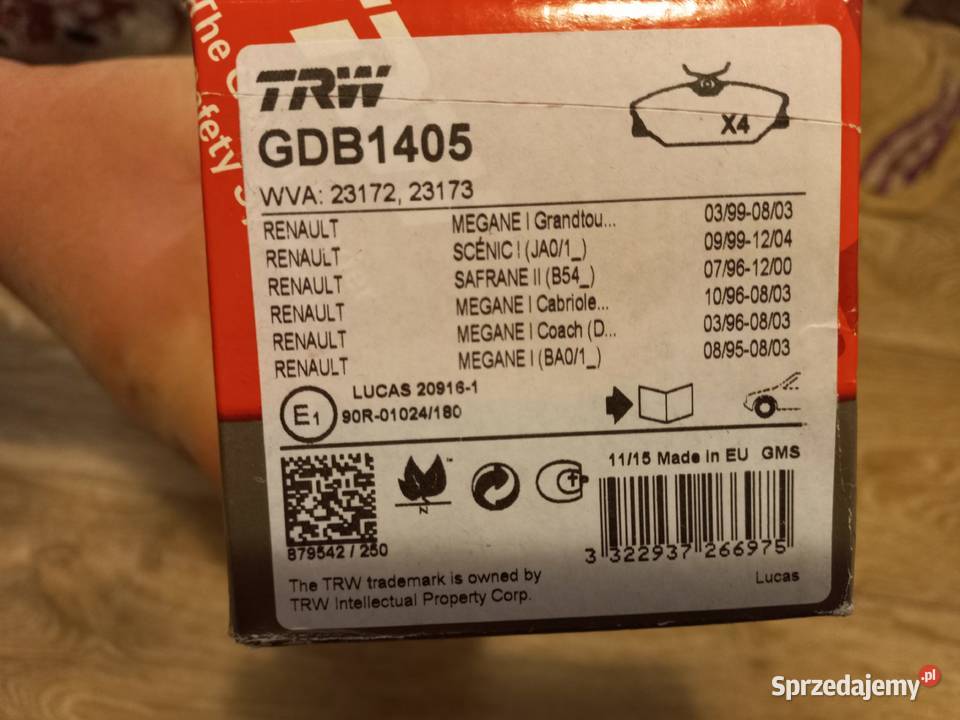 The
afety
TRW
GDB1405
X4
WVA: 23172, 23173
RENAULT MEGANE I Grandtou... 03/99-08/03
RENAULT SCÉNIC I (JA0/1_) 09/99-12/04
RENAULT SAFRANE II (B54_) 07/96-12/00
RENAULT MEGANE I Cabriole... 10/96-08/03
RENAULT MEGANE I Coach (D... 03/96-08/03
RENAULT MEGANE I (BA0/1_) 08/95-08/03
E1
LUCAS 20916-1
90R-01024/180
11/15 Made in EU GMS
N
™
879542 / 250
3 322937 266975
The TRW trademark is owned by
TRW Intellectual Property Corp.
Lucas
Sprzedajemy.pl